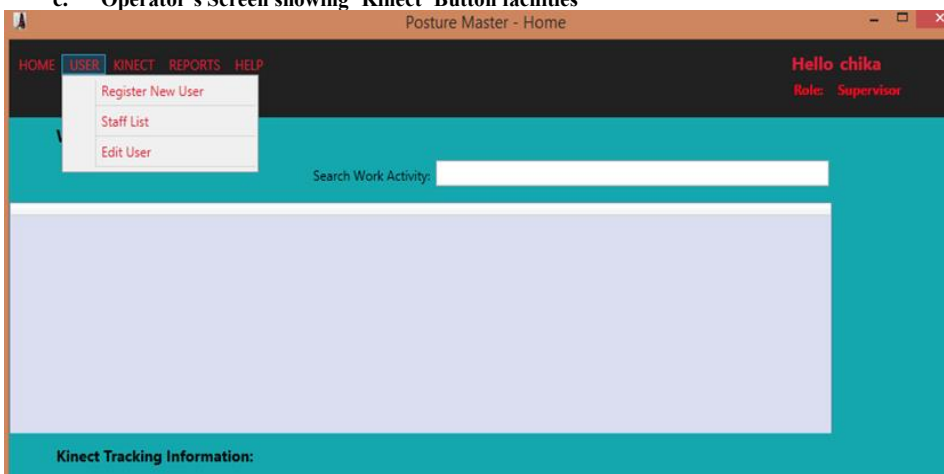 c. Operator's Screen showing 'Kinect' Button facilities
Posture Master - Home
HOME USER KINECT REPORTS HELP
Hello chika
Register New User
Role: Supervisor
Staff List
Edit User
Search Work Activity:
Kinect Tracking Information: